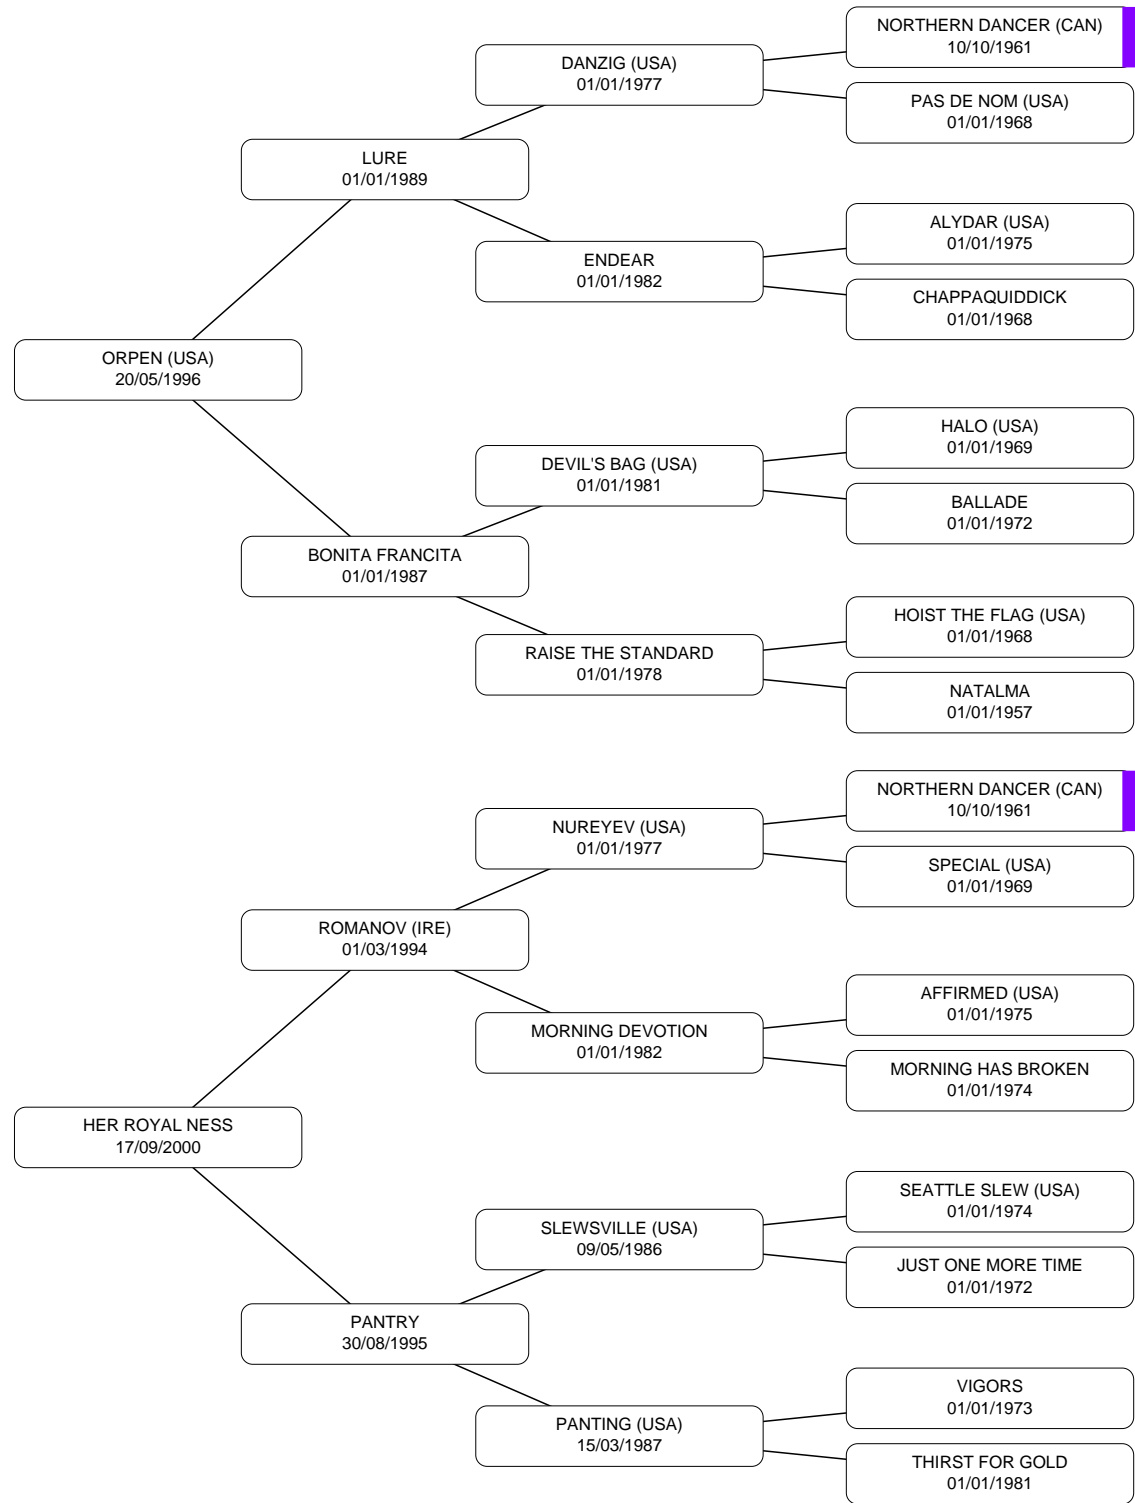 NORTHERN DANCER (CAN)
10/10/1961
DANZIG (USA)
01/01/1977
PAS DE NOM (USA)
01/01/1968
LURE
01/01/1989
ALYDAR (USA)
01/01/1975
ENDEAR
01/01/1982
CHAPPAQUIDDICK
01/01/1968
ORPEN (USA)
20/05/1996
HALO (USA)
01/01/1969
DEVIL'S BAG (USA)
01/01/1981
BALLADE
01/01/1972
BONITA FRANCITA
01/01/1987
HOIST THE FLAG (USA)
01/01/1968
RAISE THE STANDARD
01/01/1978
NATALMA
01/01/1957
NORTHERN DANCER (CAN)
10/10/1961
NUREYEV (USA)
01/01/1977
SPECIAL (USA)
01/01/1969
ROMANOV (IRE)
01/03/1994
AFFIRMED (USA)
01/01/1975
MORNING DEVOTION
01/01/1982
MORNING HAS BROKEN
01/01/1974
HER ROYAL NESS
17/09/2000
SEATTLE SLEW (USA)
01/01/1974
SLEWSVILLE (USA)
09/05/1986
JUST ONE MORE TIME
01/01/1972
PANTRY
30/08/1995
VIGORS
01/01/1973
PANTING (USA)
15/03/1987
THIRST FOR GOLD
01/01/1981